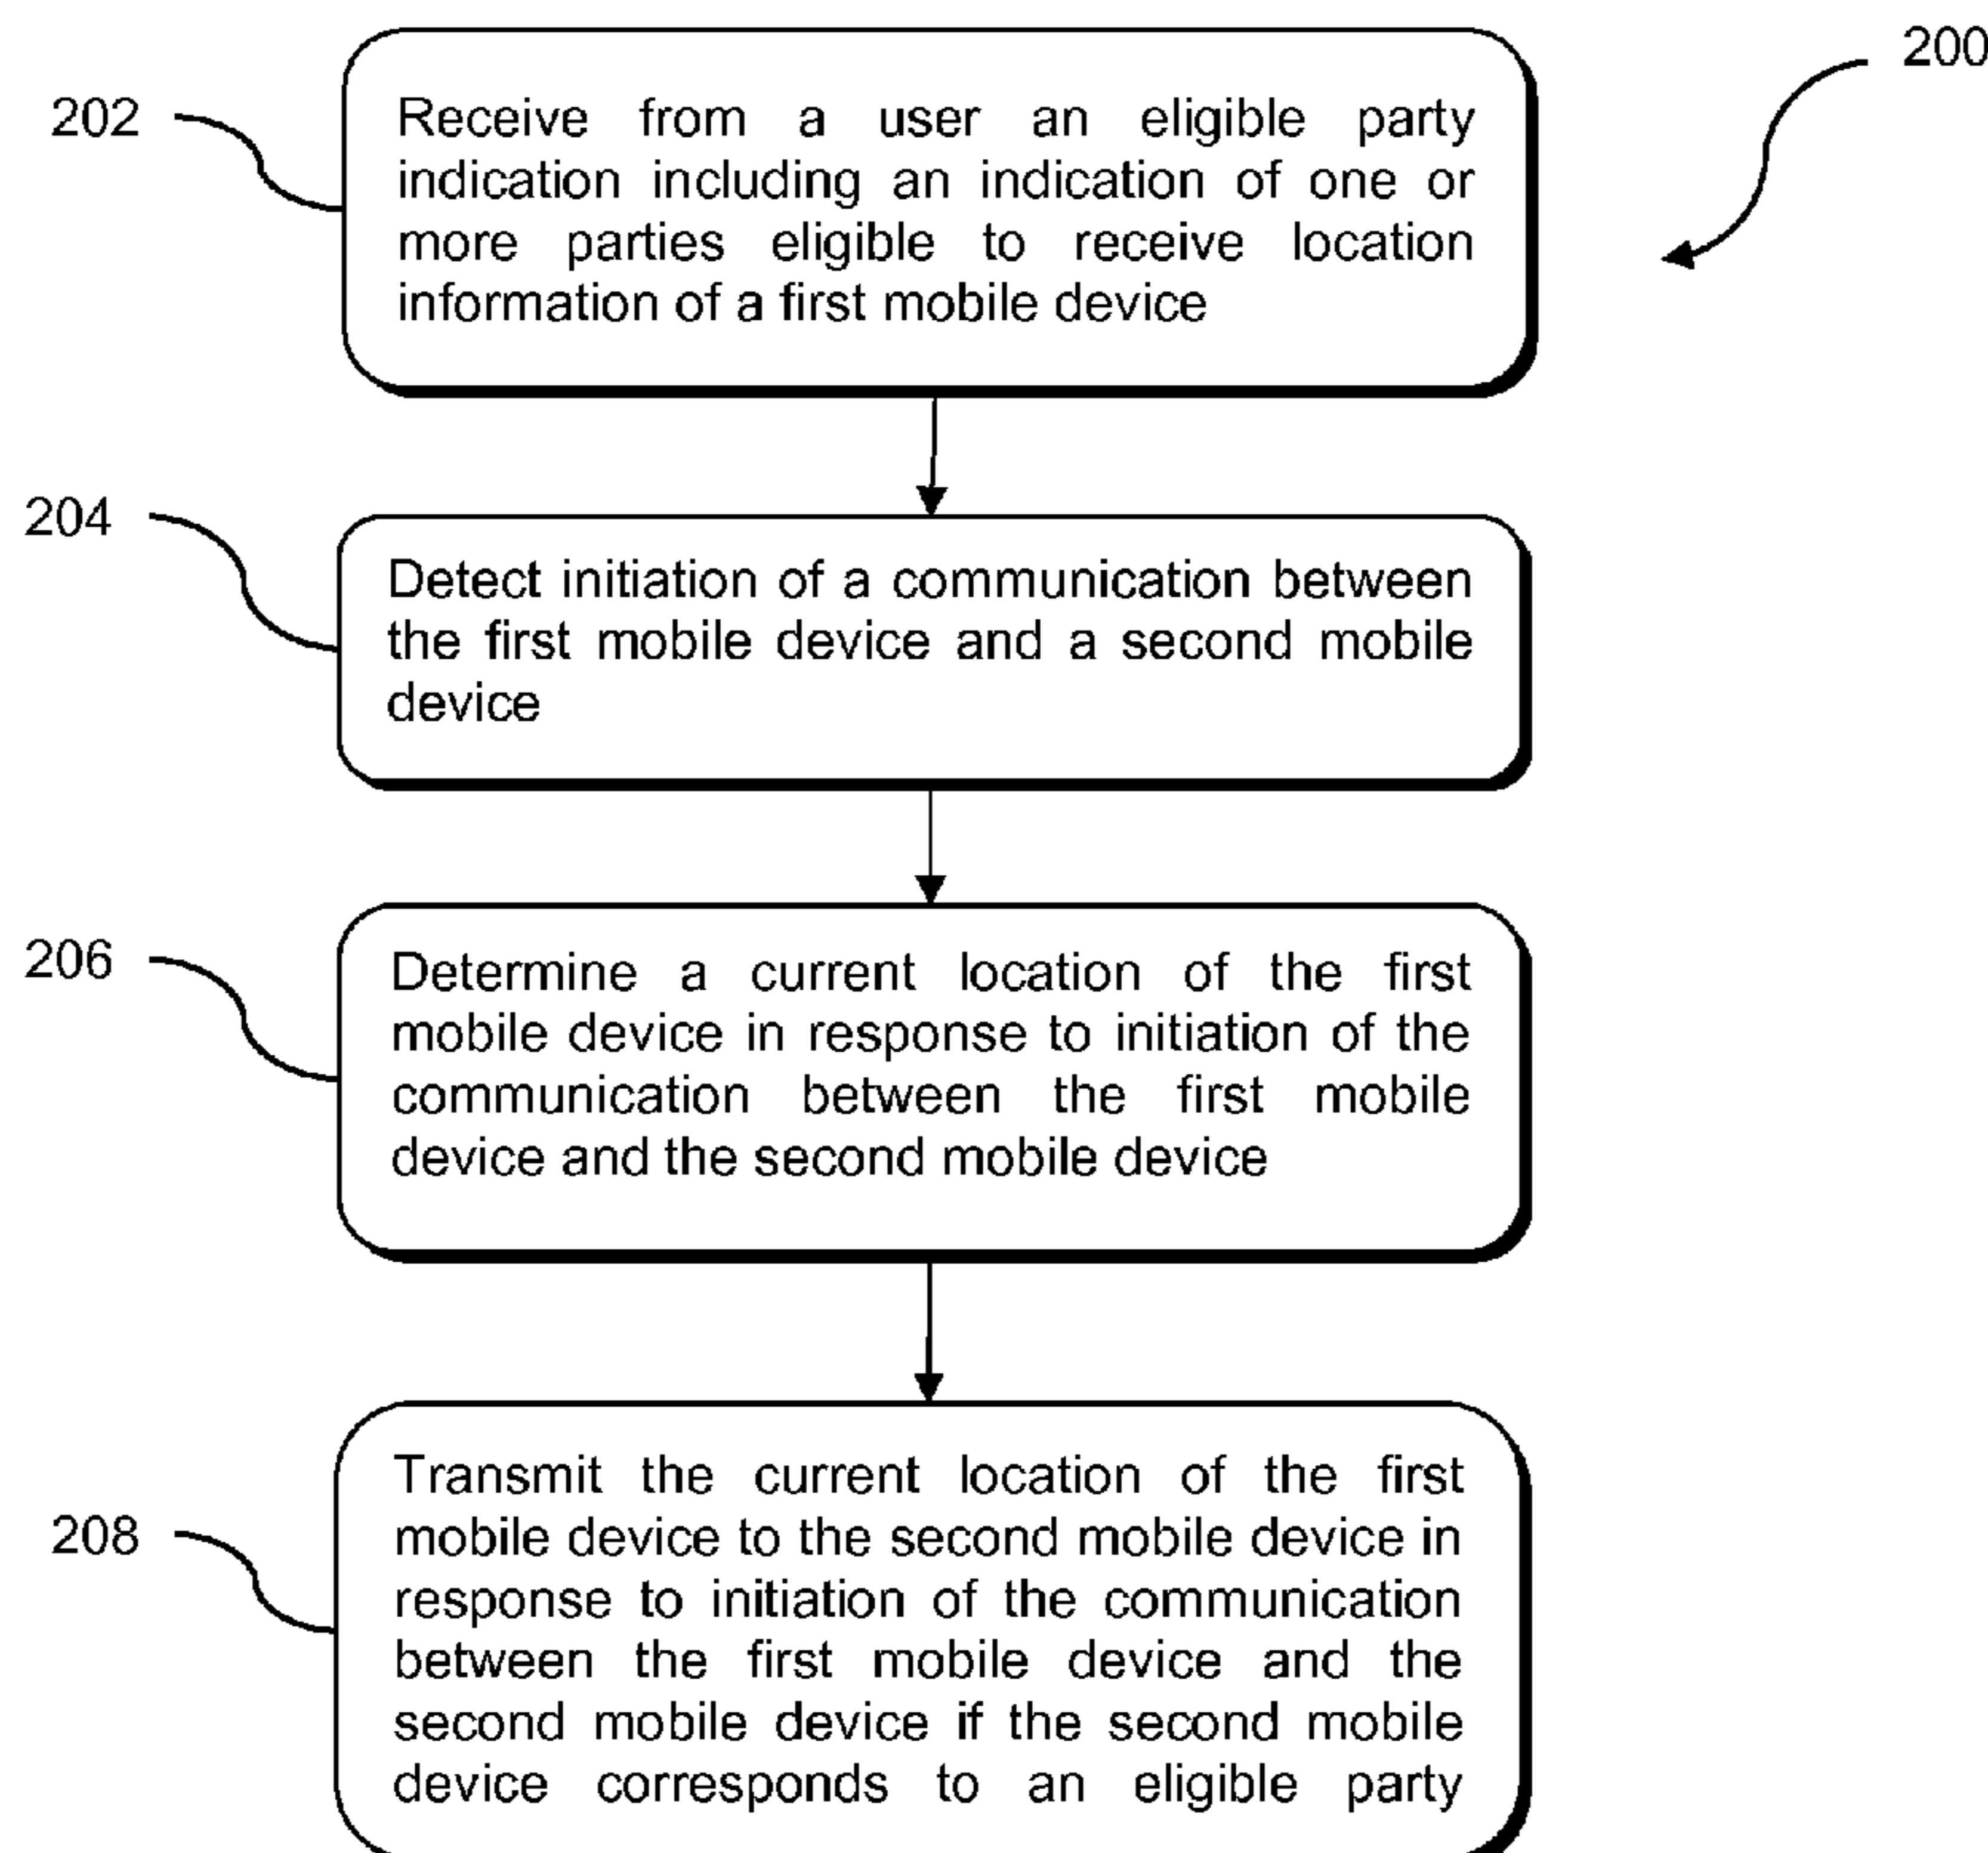 200
202
Receive from a user an eligible party
indication including an indication of one or
more parties eligible to receive location
information of a first mobile device
204
Detect initiation of a communication between
the first mobile device and a second mobile
device
206
Determine a current location of the first
mobile device in response to initiation of the
communication between the first mobile
device and the second mobile device
208
Transmit the current location of the first
mobile device to the second mobile device in
response to initiation of the communication
between the first mobile device and the
second mobile device if the second mobile
device corresponds to an eligible party